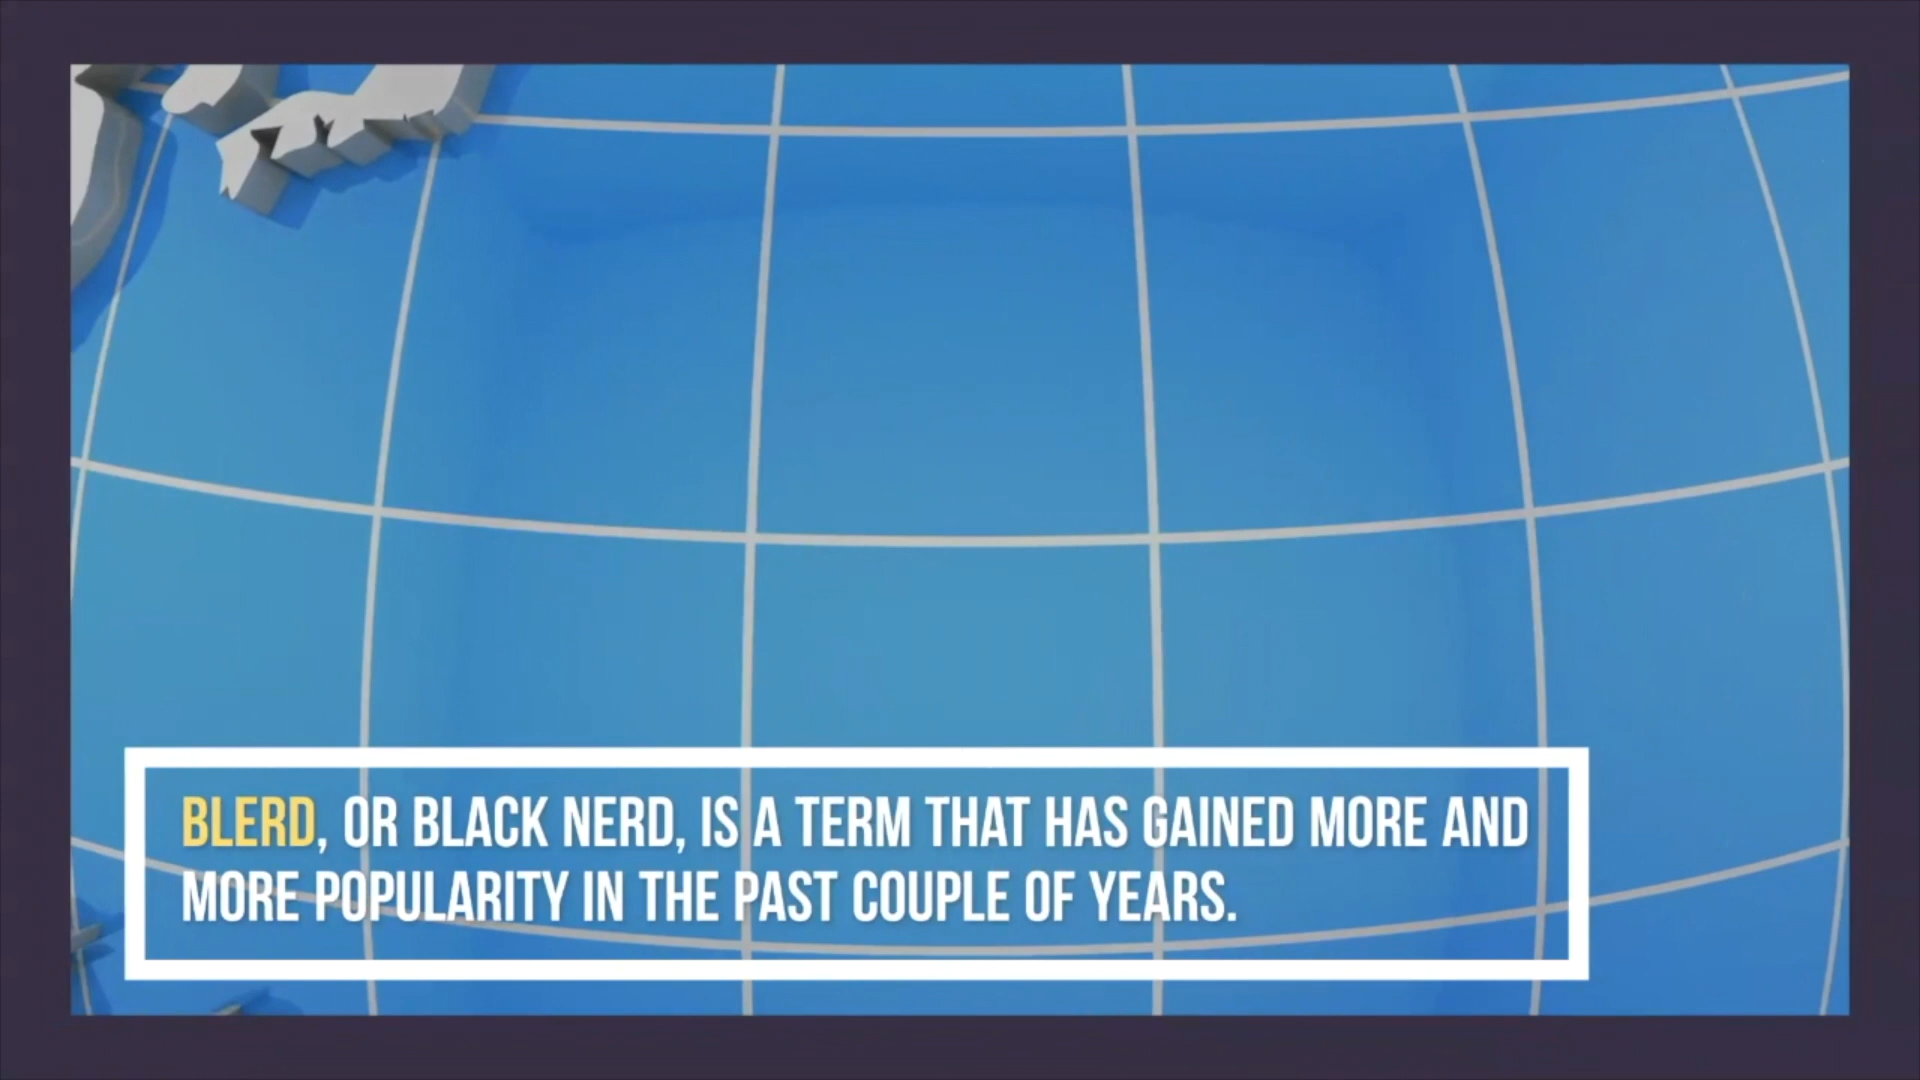 BLERD, OR BLACK NERD, IS A TERM THAT HAS GAINED MORE AND
MORE POPULARITY IN THE PAST COUPLE OF YEARS.